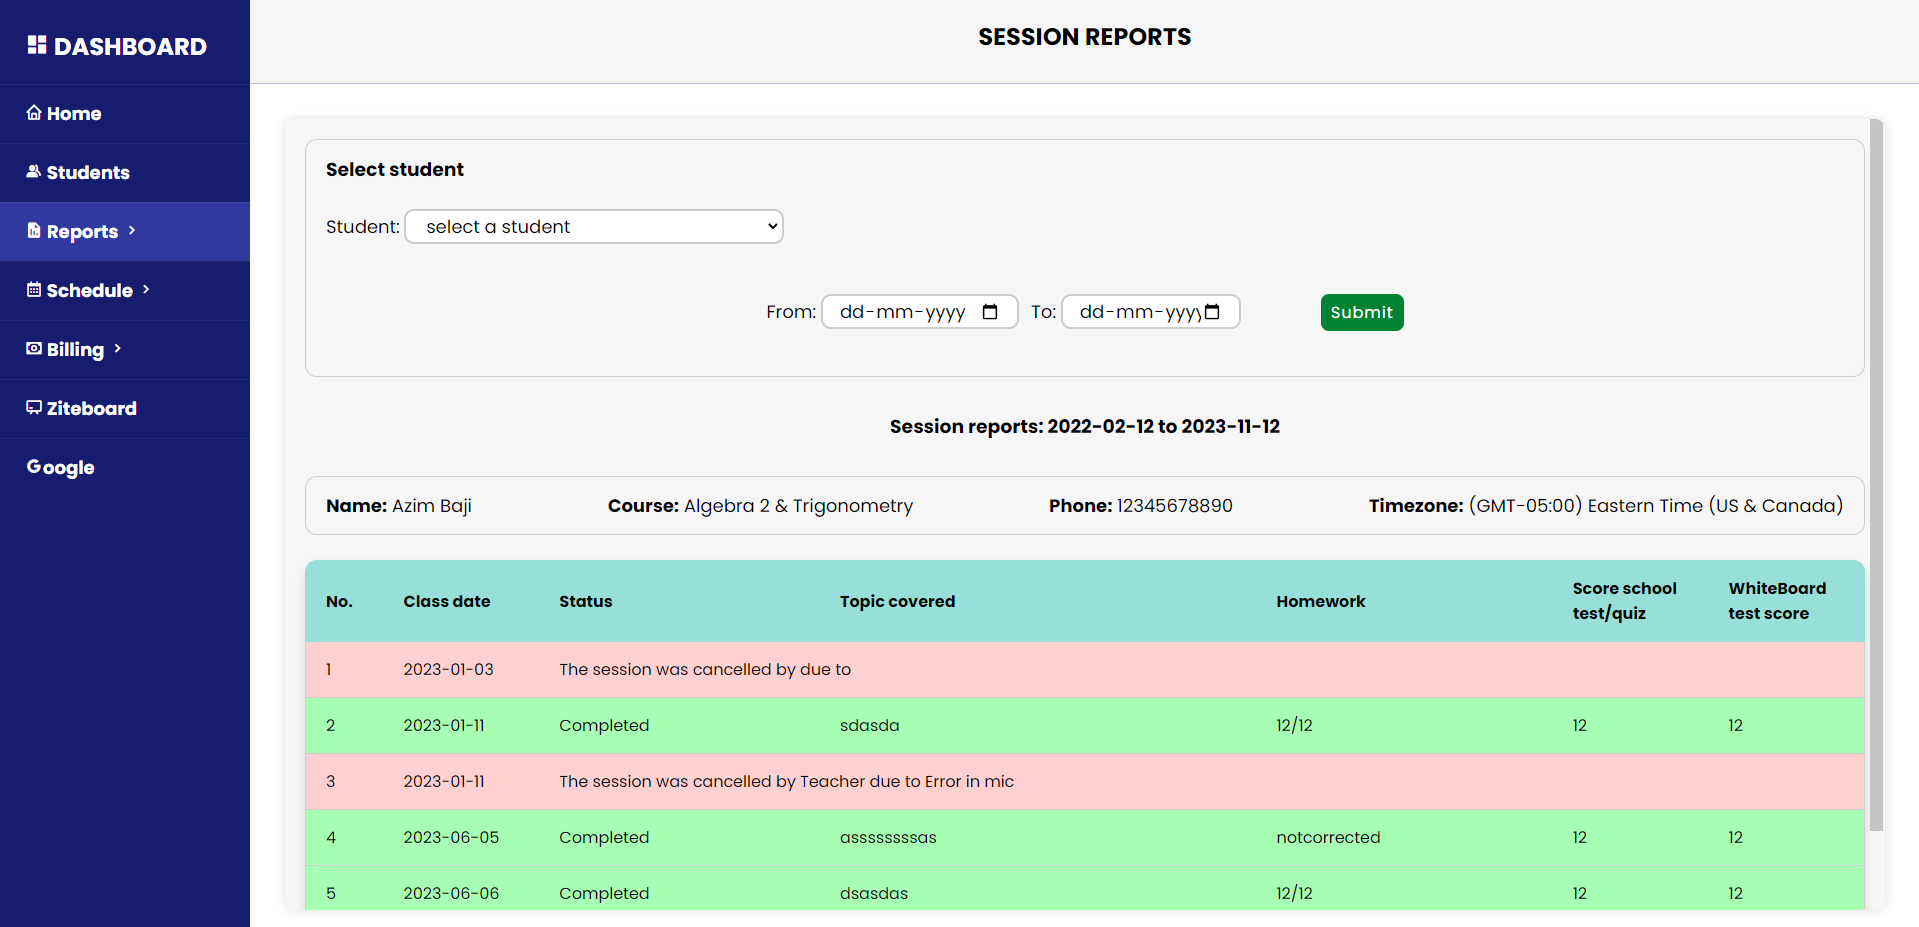 DASHBOARD
Home
Students
Reports
Schedule
Billing
Ziteboard
Google
SESSION REPORTS
Select student
Student: select a student
From: dd-mm-yyyy To: dd-mm-yyyy Submit
Session reports: 2022-02-12 to 2023-11-12
Name: Azim Baji Course: Algebra 2 & Trigonometry Phone: 12345678890 Timezone: (GMT-05:00) Eastern Time (US & Canada)
No. Class date Status Topic covered Homework Score school test/quiz WhiteBoard test score
1 2023-01-03 The session was cancelled by due to
2 2023-01-11 Completed sdasda 12/12 12 12
3 2023-01-11 The session was cancelled by Teacher due to Error in mic
4 2023-06-05 Completed assssssssas notcorrected 12 12
5 2023-06-06 Completed dsasdas 12/12 12 12